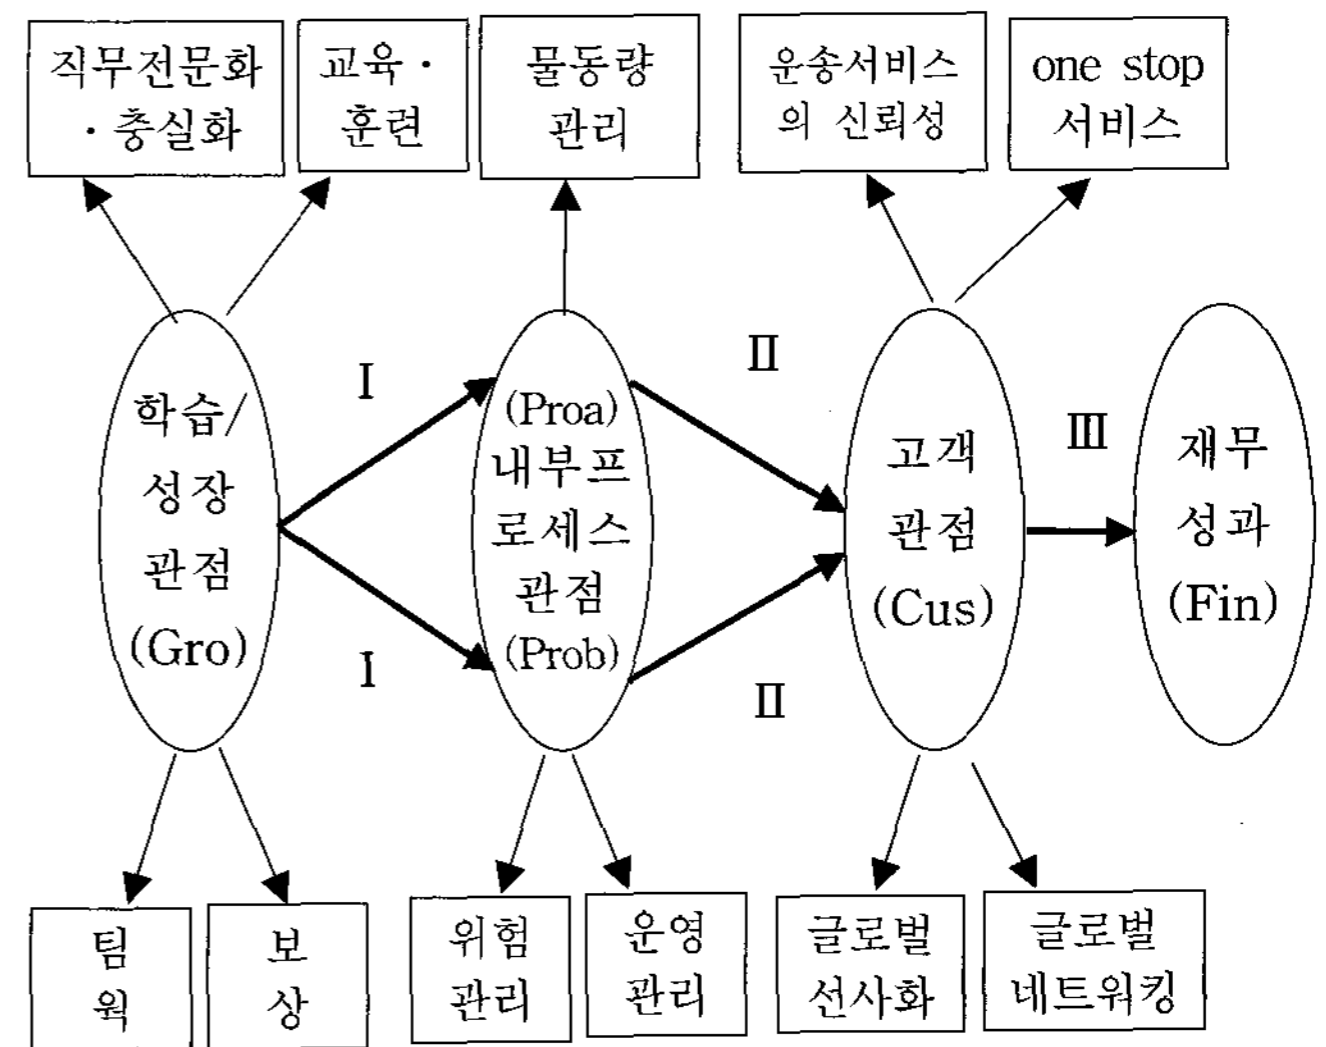 직무전문화
·충실화
교육·
훈련
물동량
관리
운송서비스
의 신뢰성
one stop
서비스
학습/
성장
관점
(Gro)
I
I
(Proa)
내부프
로세스
관점
(Prob)
II
II
고객
관점
(Cus)
III
재무
성과
(Fin)
팀
웍
보
상
위험
관리
운영
관리
글로벌
선사화
글로벌
네트워킹